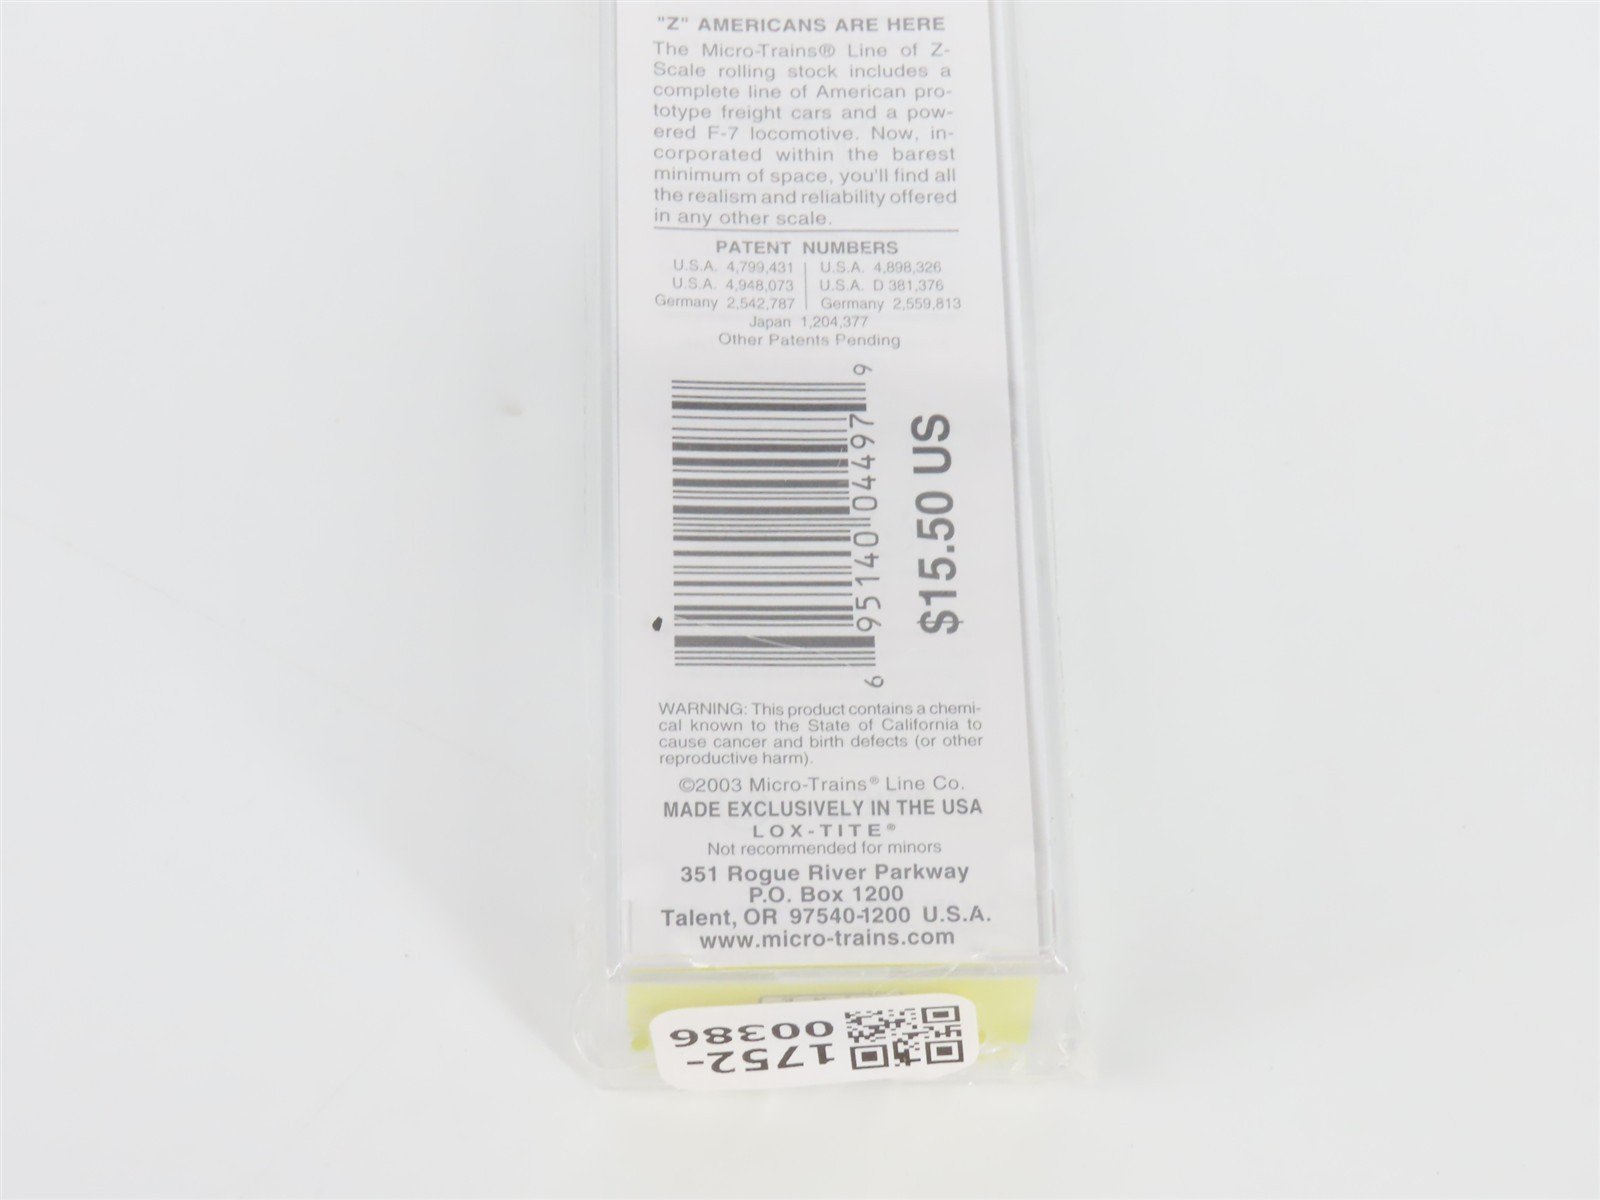 "Z" AMERICANS ARE HERE
The Micro-Trains® Line of Z-
Scale rolling stock includes a
complete line of American pro-
totype freight cars and a pow-
ered F-7 locomotive. Now, in-
corporated within the barest
minimum of space, you'll find all
the realism and reliability offered
in any other scale.
PATENT NUMBERS
U.S.A. 4,799,431 | U.S.A. 4,898,326
U.S.A. 4,948,073 | U.S.A. D 381,376
Germany 2,542,787 | Germany 2,559,813
Japan 1,204,377
Other Patents Pending
6 95140 04497 9
$15.50 US
WARNING: This product contains a chemi-
cal known to the State of California to
cause cancer and birth defects (or other
reproductive harm).
©2003 Micro-Trains® Line Co.
MADE EXCLUSIVELY IN THE USA
LOX-TITE®
Not recommended for minors
351 Rogue River Parkway
P.O. Box 1200
Talent, OR 97540-1200 U.S.A.
www.micro-trains.com
1752-
00386